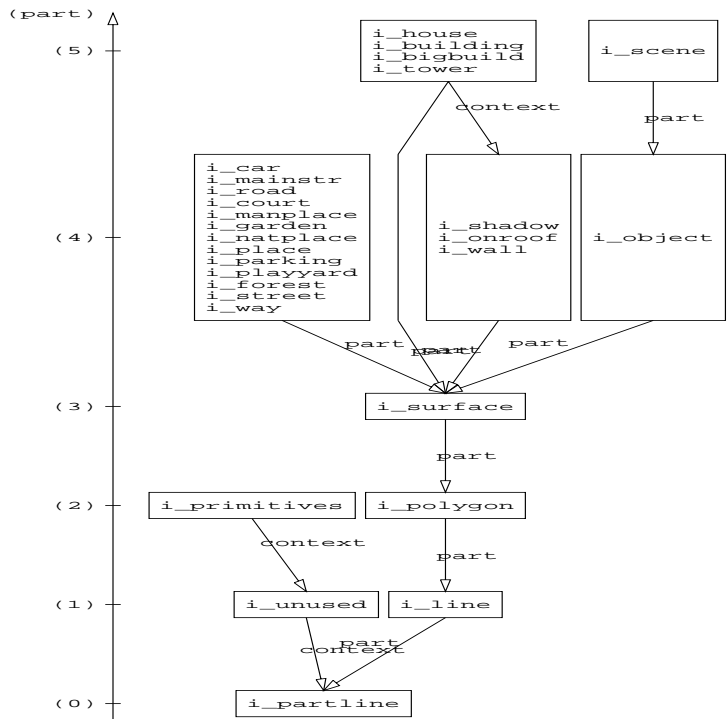 (part)
(5)
i_house
i_building
i_bigbuild
i_tower
i_scene
context
part
(4)
i_car
i_mainstr
i_road
i_court
i_manplace
i_garden
i_natplace
i_place
i_parking
i_playyard
i_forest
i_street
i_way
i_shadow
i_onroof
i_wall
i_object
part
part
part
part
(3)
i_surface
part
(2)
i_primitives
i_polygon
context
part
(1)
i_unused
i_line
part
context
(0)
i_partline